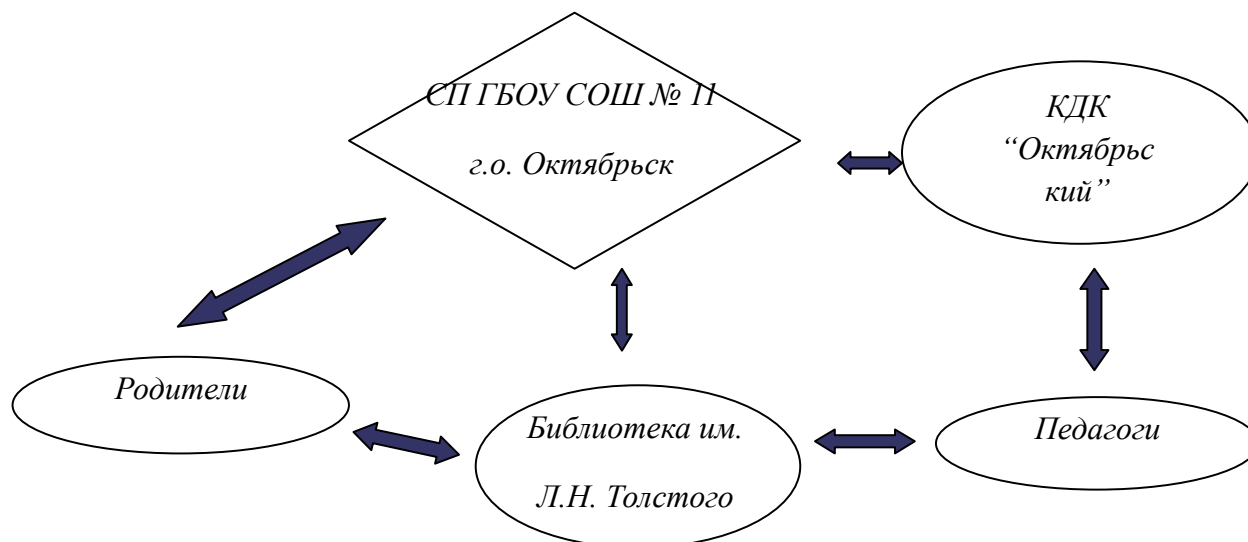 СП ГБОУ СОШ № 11
г.о. Октябрьск
КДК
“Октябрьс
кий”
Родители
Библиотека им.
Л.Н. Толстого
Педагоги